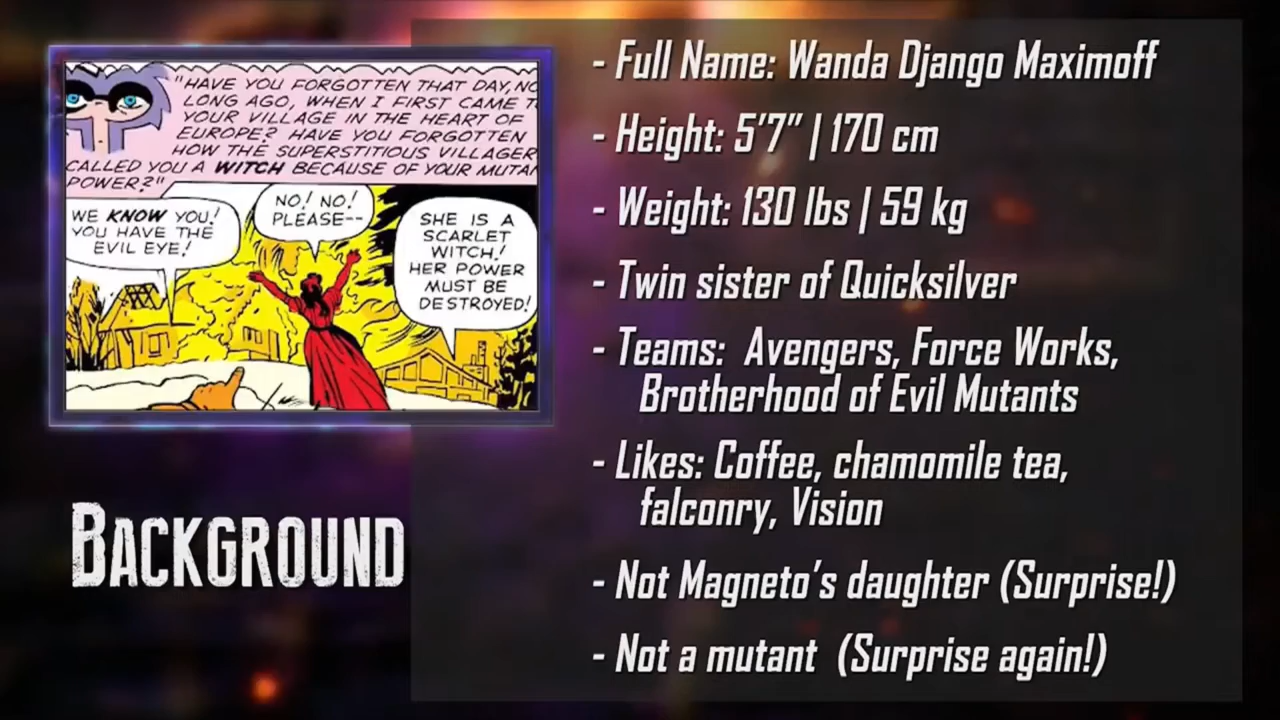 "HAVE YOU FORGOTTEN THAT DAY,
LONG AGO, WHEN I FIRST CAME
YOUR VILLAGE IN THE HEART OF
EUROPE? HAVE YOU FORGOTTEN
HOW THE SUPERSTITIOUS VILLAGER
CALLED YOU A WITCH BECAUSE OF YOUR
POWER?"
WE KNOW YOU!
YOU HAVE THE
EVIL EYE!
NO! NO!
PLEASE--
SHE IS A
SCARLET
WITCH!
HER POWER
MUST BE
DESTROYED!
BACKGROUND
- Full Name: Wanda Django Maximoff
- Height: 5'7" | 170 cm
- Weight: 130 lbs | 59 kg
- Twin sister of Quicksilver
- Teams: Avengers, Force Works,
Brotherhood of Evil Mutants
- Likes: Coffee, chamomile tea,
falconry, Vision
- Not Magneto's daughter (Surprise!)
- Not a mutant (Surprise again!)